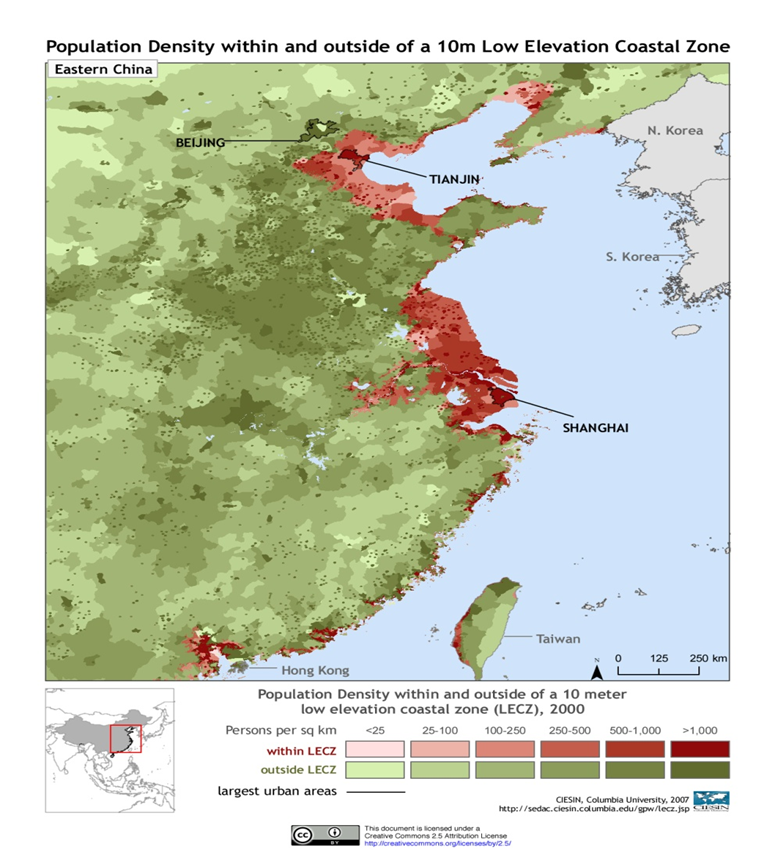 Population Density within and outside of a 10m Low Elevation Coastal Zone
Eastern China
BEIJING
TIANJIN
N. Korea
S. Korea
SHANGHAI
Taiwan
Hong Kong
N
0 125 250 km
Population Density within and outside of a 10 meter
low elevation coastal zone (LECZ), 2000
Persons per sq km <25 25-100 100-250 250-500 500-1,000 >1,000
within LECZ
outside LECZ
largest urban areas
CIESIN, Columbia University, 2007
http://sedac.ciesin.columbia.edu/gpw/lecz.jsp
CIESIN
cc BY
This document is licensed under a
Creative Commons 2.5 Attribution License
http://creativecommons.org/licenses/by/2.5/